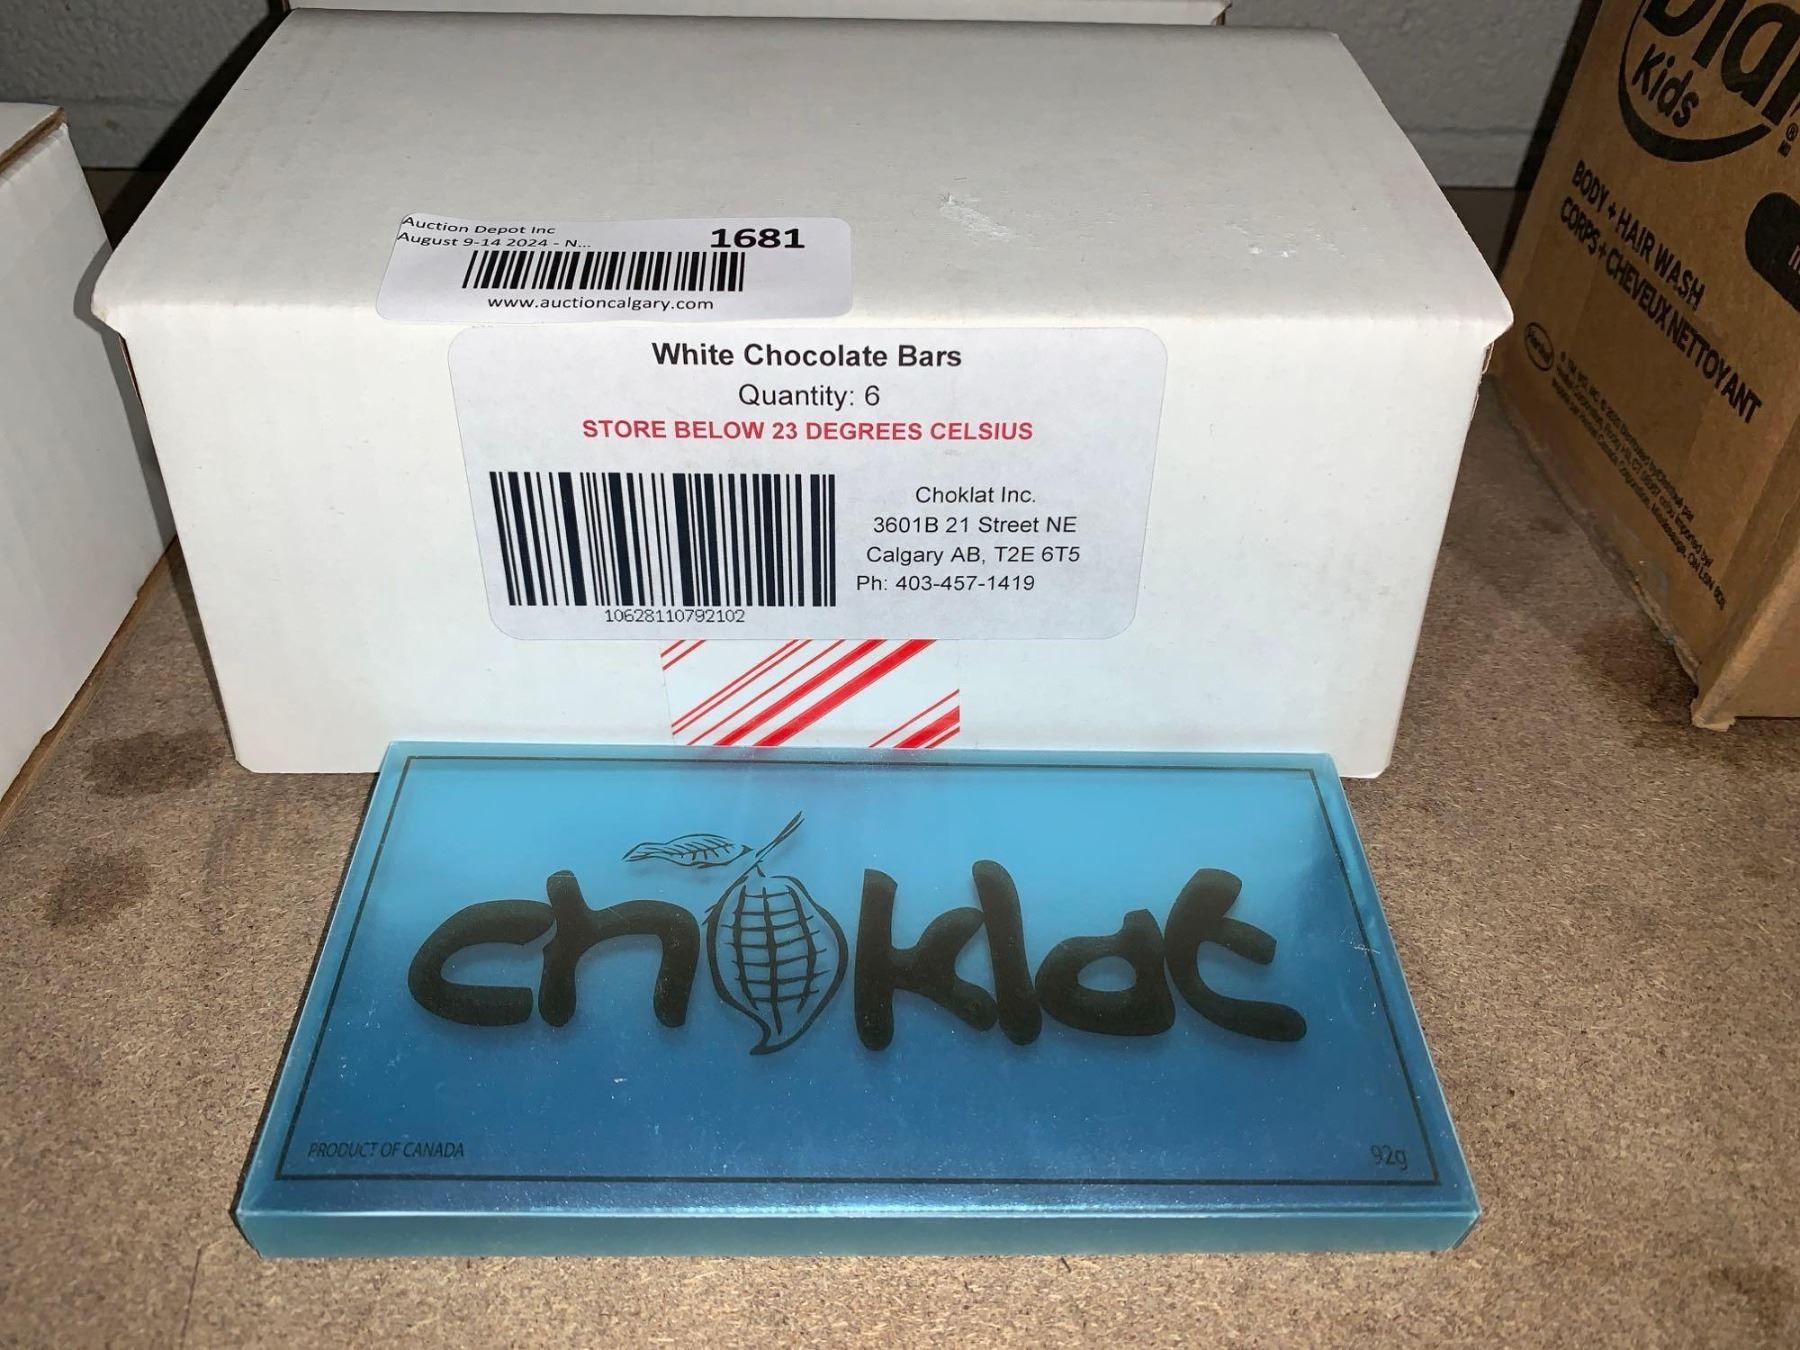 Auction Depot Inc
August 9-14 2024 - N...
1681
www.auctioncalgary.com
White Chocolate Bars
Quantity: 6
STORE BELOW 23 DEGREES CELSIUS
Choklat Inc.
3601B 21 Street NE
Calgary AB, T2E 6T5
Ph: 403-457-1419
10628110792102
choklat
PRODUCT OF CANADA
92g
Kids
BODY + HAIR WASH
CORPS + CHEVEUX NETTOYANT